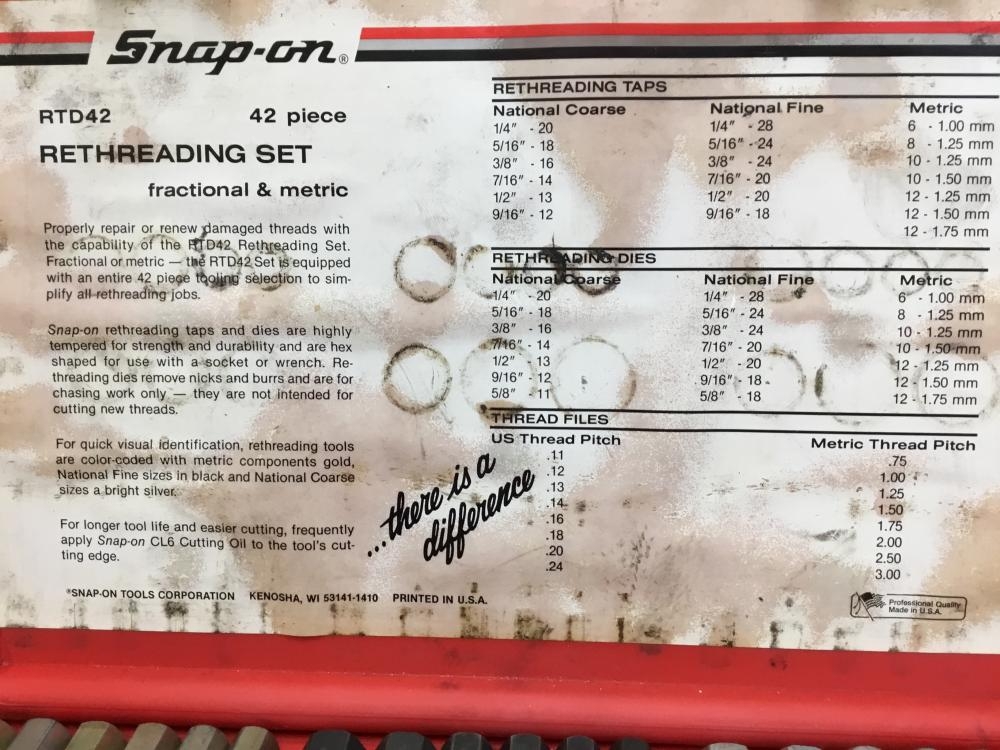 Snap-on®
RTD42 42 piece
RETHREADING SET
fractional & metric
Properly repair or renew damaged threads with
the capability of the RTD42 Rethreading Set.
Fractional or metric — the RTD42 Set is equipped
with an entire 42 piece tooling selection to sim-
plify all rethreading jobs.
Snap-on rethreading taps and dies are highly
tempered for strength and durability and are hex
shaped for use with a socket or wrench. Re-
threading dies remove nicks and burrs and are for
chasing work only — they are not intended for
cutting new threads.
For quick visual identification, rethreading tools
are color-coded with metric components gold,
National Fine sizes in black and National Coarse
sizes a bright silver.
For longer tool life and easier cutting, frequently
apply Snap-on CL6 Cutting Oil to the tool's cut-
ting edge.
RETHREADING TAPS
National Coarse National Fine Metric
1/4" - 20 1/4" - 28 6 - 1.00 mm
5/16" - 18 5/16" - 24 8 - 1.25 mm
3/8" - 16 3/8" - 24 10 - 1.25 mm
7/16" - 14 7/16" - 20 10 - 1.50 mm
1/2" - 13 1/2" - 20 12 - 1.25 mm
9/16" - 12 9/16" - 18 12 - 1.50 mm
12 - 1.75 mm
RETHREADING DIES
National Coarse National Fine Metric
1/4" - 20 1/4" - 28 6 - 1.00 mm
5/16" - 18 5/16" - 24 8 - 1.25 mm
3/8" - 16 3/8" - 24 10 - 1.25 mm
7/16" - 14 7/16" - 20 10 - 1.50 mm
1/2" - 13 1/2" - 20 12 - 1.25 mm
9/16" - 12 9/16" - 18 12 - 1.50 mm
5/8" - 11 5/8" - 18 12 - 1.75 mm
THREAD FILES
US Thread Pitch Metric Thread Pitch
.11 .75
.12 1.00
.13 1.25
.14 1.50
.16 1.75
.18 2.00
.20 2.50
.24 3.00
...there is a
difference
®SNAP-ON TOOLS CORPORATION KENOSHA, WI 53141-1410 PRINTED IN U.S.A.
Professional Quality
Made in U.S.A.